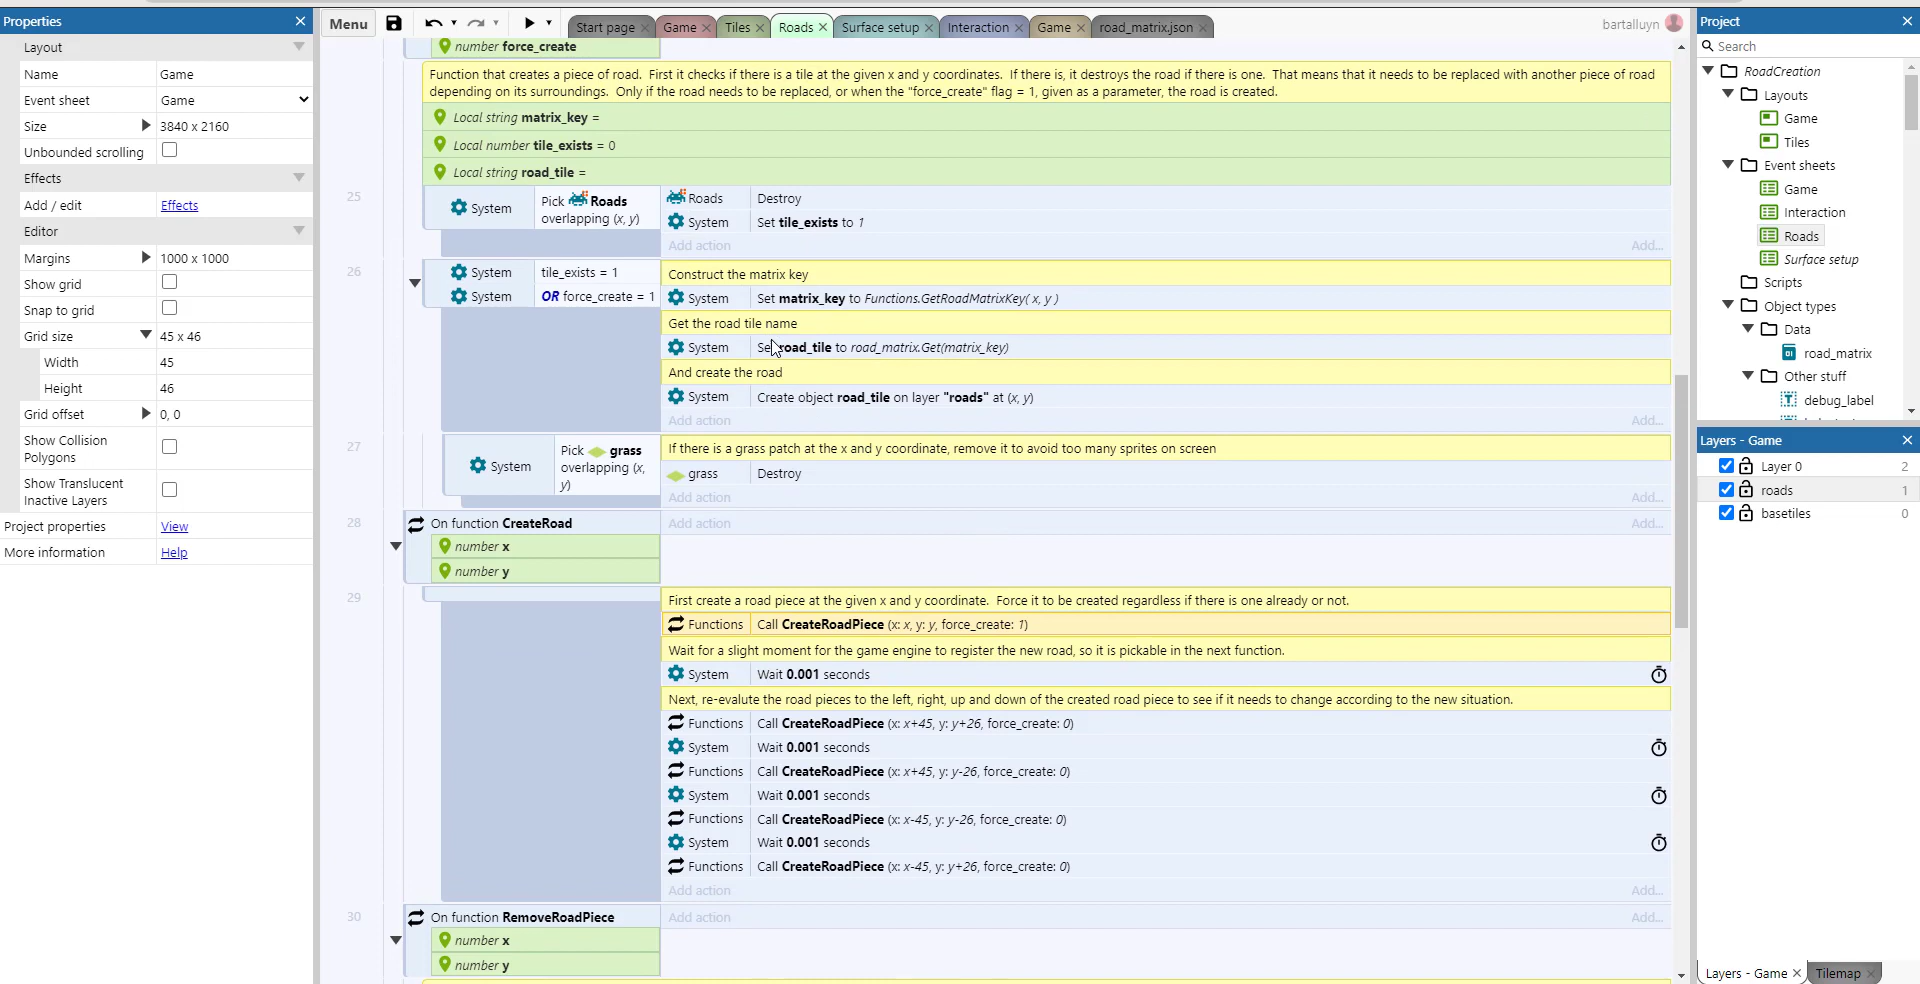 Properties
Layout
Name Game
Event sheet Game
Size 3840 x 2160
Unbounded scrolling
Effects
Add / edit Effects
Editor
Margins 1000 x 1000
Show grid
Snap to grid
Grid size 45 x 46
Width 45
Height 46
Grid offset 0, 0
Show Collision
Polygons
Show Translucent
Inactive Layers
Project properties View
More information Help
Menu
Start page
Game
Tiles
Roads
Surface setup
Interaction
Game
road_matrix.json
bartalluyn
number force_create
Function that creates a piece of road. First it checks if there is a tile at the given x and y coordinates. If there is, it destroys the road if there is one. That means that it needs to be replaced with another piece of road
depending on its surroundings. Only if the road needs to be replaced, or when the "force_create" flag = 1, given as a parameter, the road is created.
Local string matrix_key =
Local number tile_exists = 0
Local string road_tile =
25
System Pick Roads
overlapping (x, y)
Roads Destroy
System Set tile_exists to 1
Add action Add...
26
System tile_exists = 1
System OR force_create = 1
Construct the matrix key
System Set matrix_key to Functions.GetRoadMatrixKey( x, y )
Get the road tile name
System Set road_tile to road_matrix.Get(matrix_key)
And create the road
System Create object road_tile on layer "roads" at (x, y)
Add action Add...
27
System Pick grass
overlapping (x,
y)
If there is a grass patch at the x and y coordinate, remove it to avoid too many sprites on screen
grass Destroy
Add action Add...
28
On function CreateRoad
Add action Add...
number x
number y
29
First create a road piece at the given x and y coordinate. Force it to be created regardless if there is one already or not.
Functions Call CreateRoadPiece (x: x, y: y, force_create: 1)
Wait for a slight moment for the game engine to register the new road, so it is pickable in the next function.
System Wait 0.001 seconds
Next, re-evalute the road pieces to the left, right, up and down of the created road piece to see if it needs to change according to the new situation.
Functions Call CreateRoadPiece (x: x+45, y: y+26, force_create: 0)
System Wait 0.001 seconds
Functions Call CreateRoadPiece (x: x+45, y: y-26, force_create: 0)
System Wait 0.001 seconds
Functions Call CreateRoadPiece (x: x-45, y: y-26, force_create: 0)
System Wait 0.001 seconds
Functions Call CreateRoadPiece (x: x-45, y: y+26, force_create: 0)
Add action Add...
30
On function RemoveRoadPiece
Add action Add...
number x
number y
Project
Search
RoadCreation
Layouts
Game
Tiles
Event sheets
Game
Interaction
Roads
Surface setup
Scripts
Object types
Data
road_matrix
Other stuff
debug_label
Layers - Game
Layer 0 2
roads 1
basetiles 0
Layers - Game
Tilemap